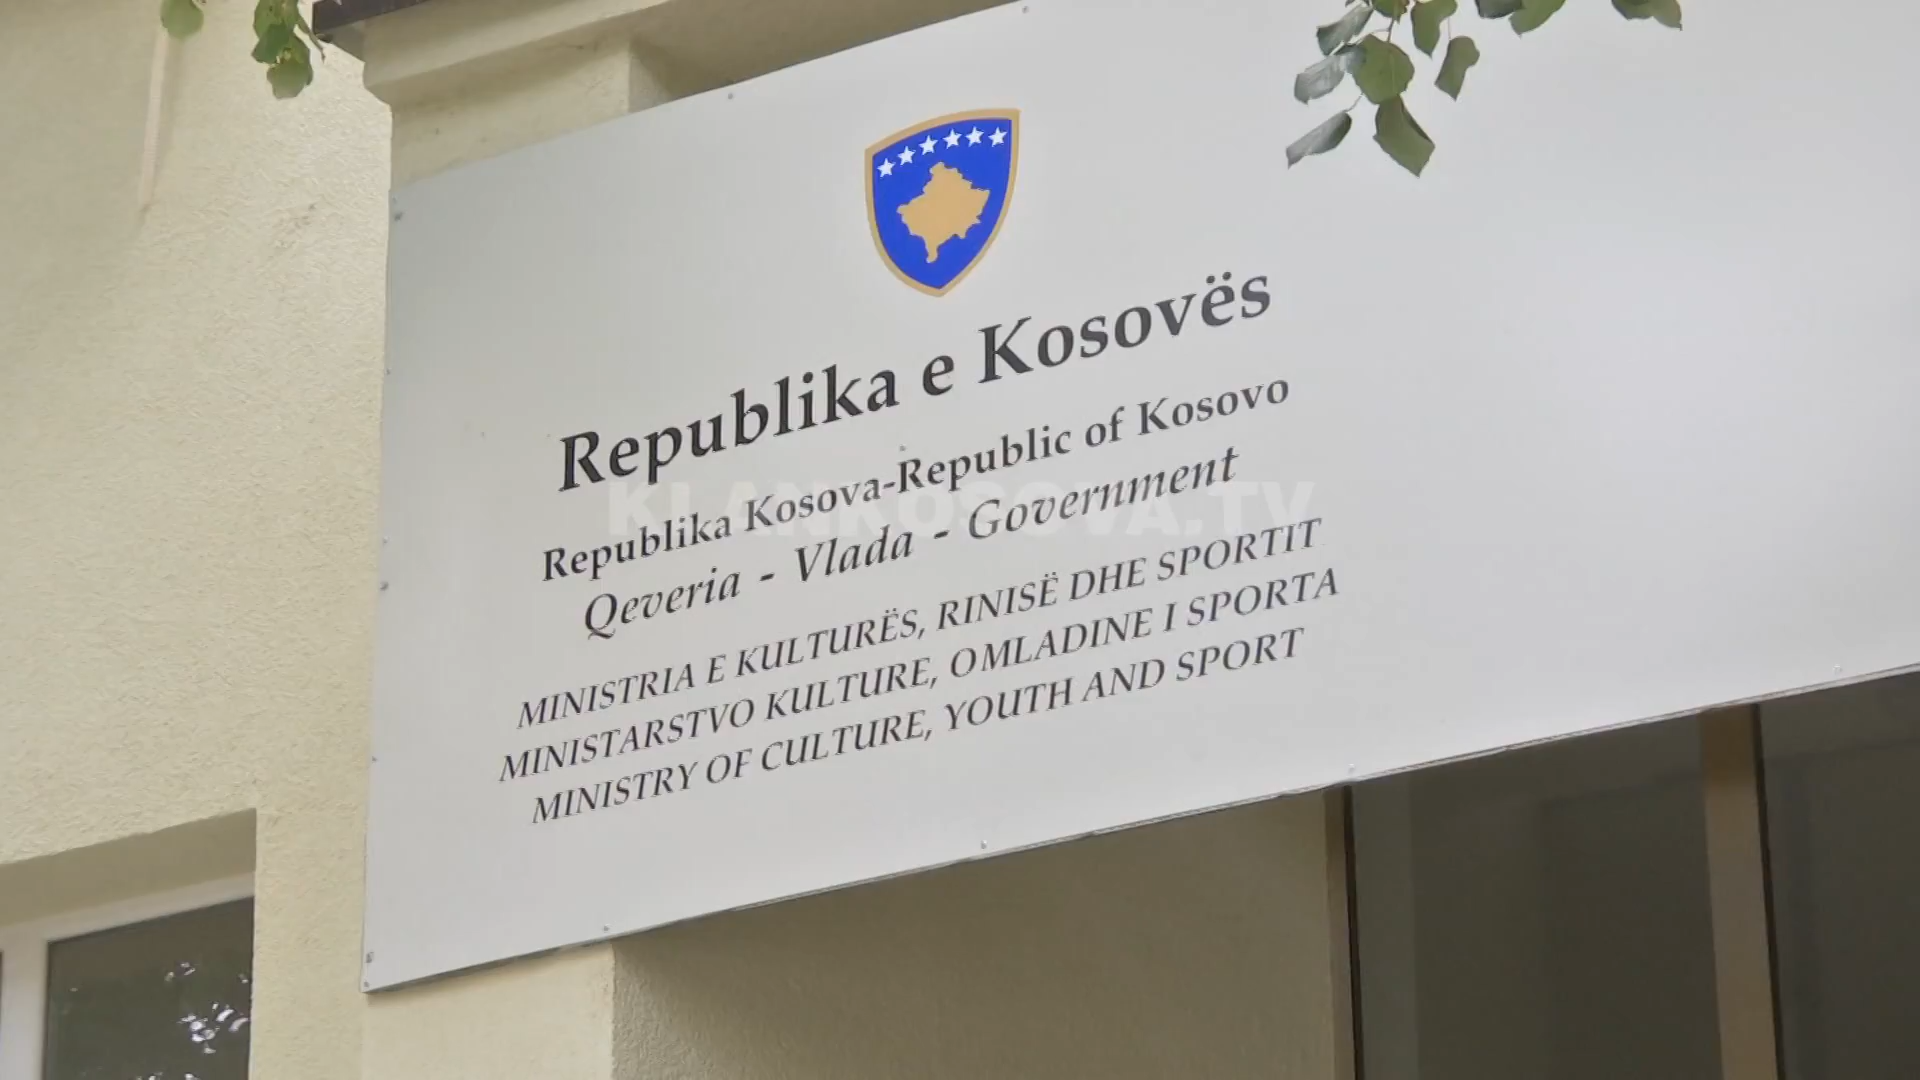 Republika e Kosovës
Republika Kosova-Republic of Kosovo
Qeveria - Vlada - Government
KLANKOSOVA.TV
MINISTRIA E KULTURËS, RINISË DHE SPORTIT
MINISTARSTVO KULTURE, OMLADINE I SPORTA
MINISTRY OF CULTURE, YOUTH AND SPORT